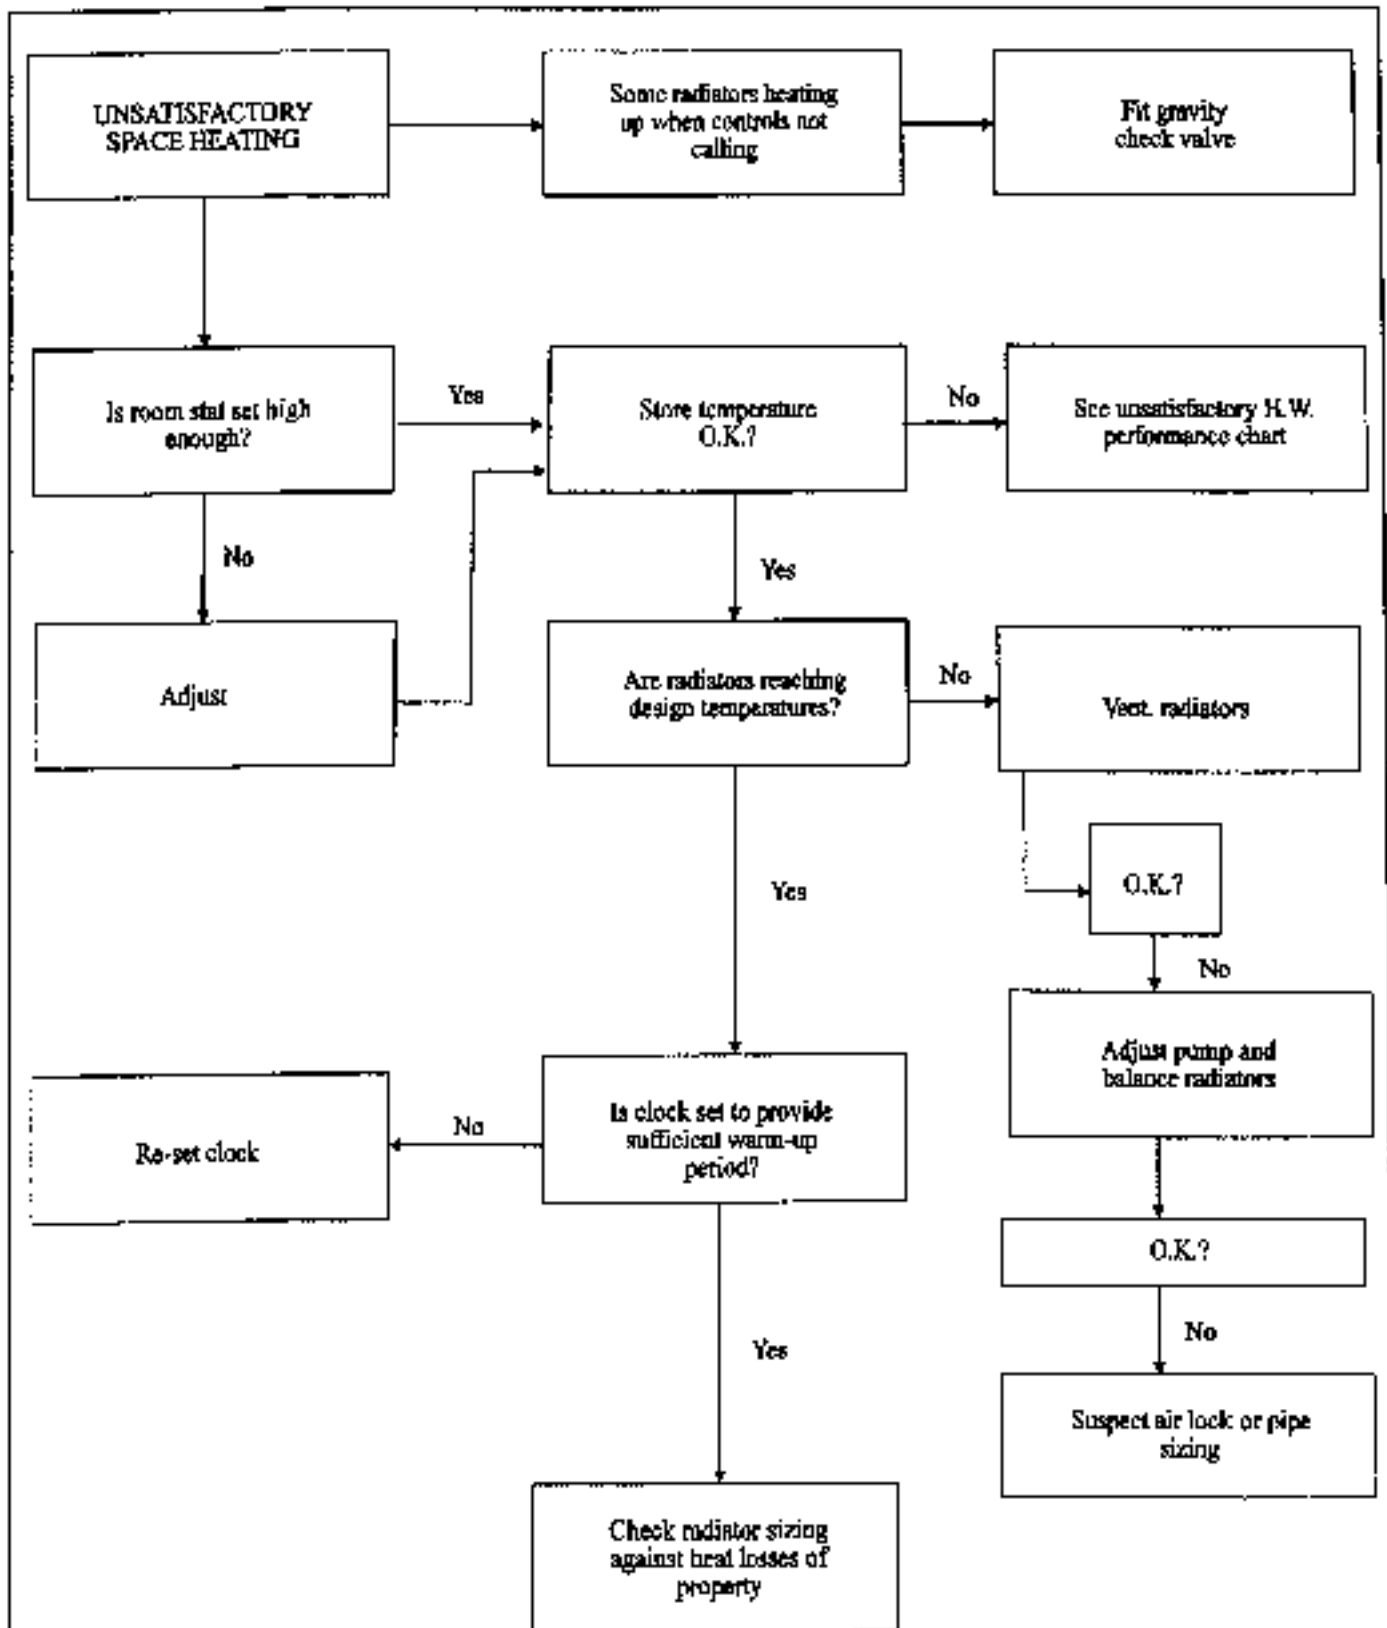 UNSATISFACTORY
SPACE HEATING
Some radiators heating
up when controls not
calling
Fit gravity
check valve
Is room stat set high
enough?
Yes
Store temperature
O.K.?
No
See unsatisfactory H.W.
performance chart
No
Yes
Adjust
Are radiators reaching
design temperatures?
No
Vent. radiators
Yes
O.K.?
No
Adjust pump and
balance radiators
Re-set clock
No
Is clock set to provide
sufficient warm-up
period?
O.K.?
Yes
No
Suspect air lock or pipe
sizing
Check radiator sizing
against heat losses of
property